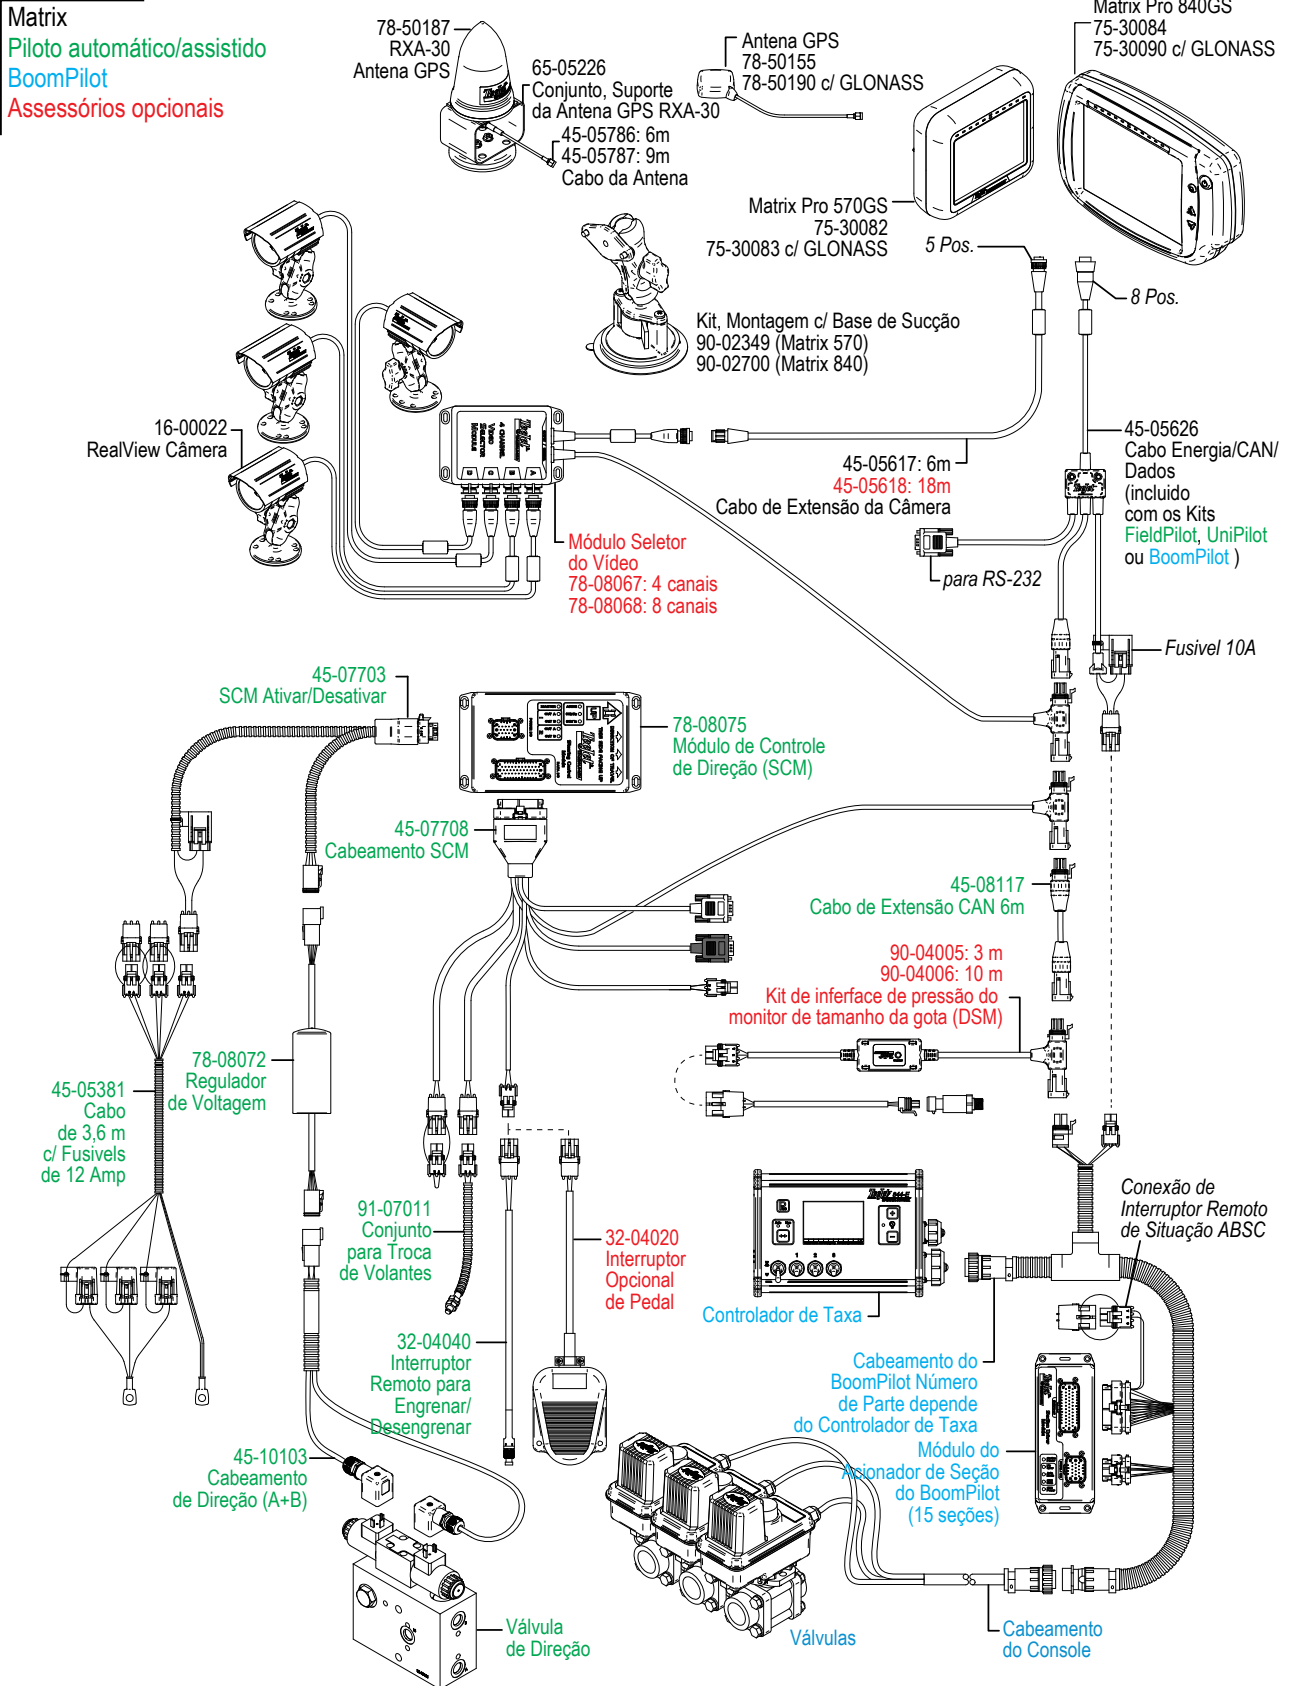 Matrix
Piloto automático/assistido
BoomPilot
Assessórios opcionais
78-50187
RXA-30
Antena GPS
65-05226
Conjunto, Suporte
da Antena GPS RXA-30
45-05786: 6m
45-05787: 9m
Cabo da Antena
Antena GPS
78-50155
78-50190 c/ GLONASS
Matrix Pro 840GS
75-30084
75-30090 c/ GLONASS
Matrix Pro 570GS
75-30082
75-30083 c/ GLONASS
5 Pos.
8 Pos.
Kit, Montagem c/ Base de Sucção
90-02349 (Matrix 570)
90-02700 (Matrix 840)
16-00022
RealView Câmera
TeeJet
4 CHANNEL
VIDEO
SELECTOR
MODULE
D
C
B
A
45-05617: 6m
45-05618: 18m
Cabo de Extensão da Câmera
45-05626
Cabo Energia/CAN/
Dados
(incluido
com os Kits
FieldPilot, UniPilot
ou BoomPilot )
Módulo Seletor
do Vídeo
78-08067: 4 canais
78-08068: 8 canais
para RS-232
Fusivel 10A
45-07703
SCM Ativar/Desativar
78-08075
Módulo de Controle
de Direção (SCM)
45-07708
Cabeamento SCM
45-08117
Cabo de Extensão CAN 6m
90-04005: 3 m
90-04006: 10 m
Kit de inferface de pressão do
monitor de tamanho da gota (DSM)
78-08072
Regulador
de Voltagem
45-05381
Cabo
de 3,6 m
c/ Fusivels
de 12 Amp
91-07011
Conjunto
para Troca
de Volantes
32-04020
Interruptor
Opcional
de Pedal
TeeJet 844-E
1 2 3
Conexão de
Interruptor Remoto
de Situação ABSC
Controlador de Taxa
32-04040
Interruptor
Remoto para
Engrenar/
Desengrenar
Cabeamento do
BoomPilot Número
de Parte depende
do Controlador de Taxa
Módulo do
Acionador de Seção
do BoomPilot
(15 seções)
45-10103
Cabeamento
de Direção (A+B)
Válvula
de Direção
Válvulas
Cabeamento
do Console